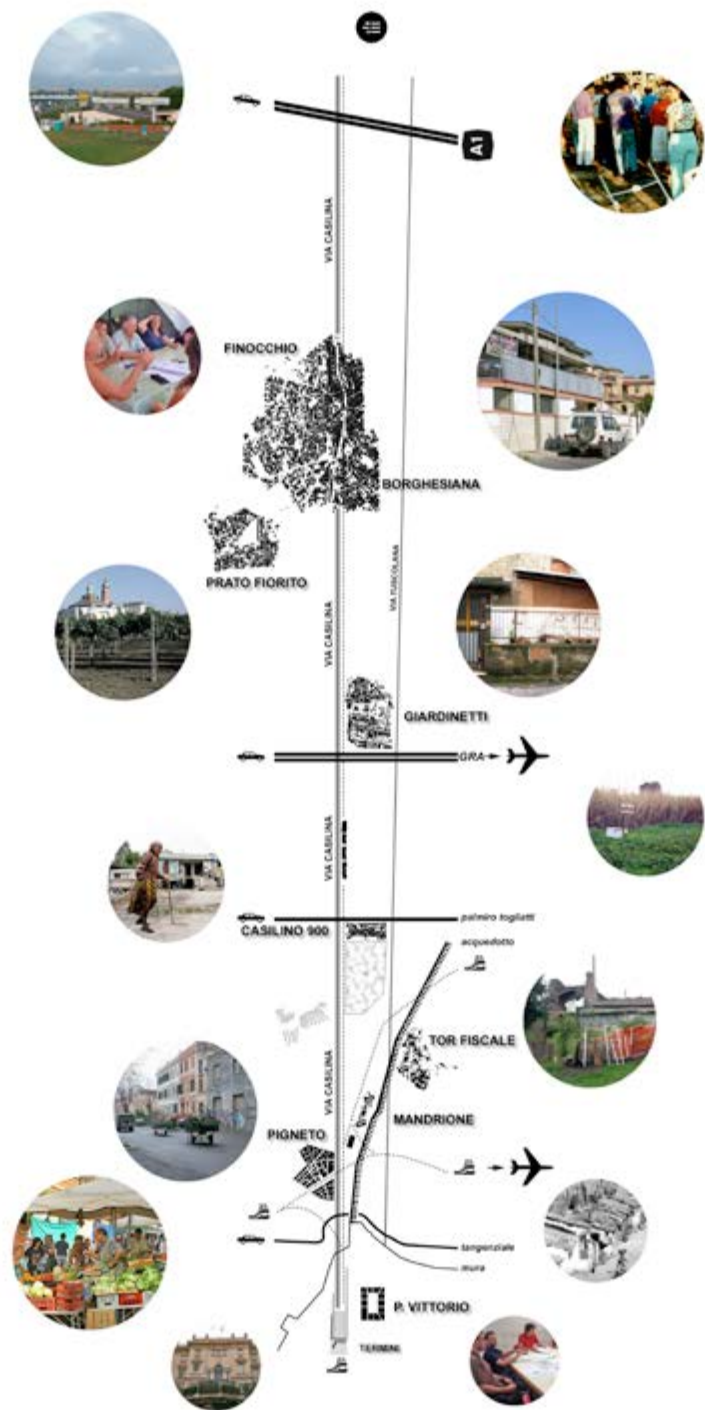 A1
VIA CASILINA
FINOCCHIO
BORGHESIANA
PRATO FIORITO
VIA TUSCOLANA
VIA CASILINA
GIARDINETTI
GRA
VIA CASILINA
palmiro togliatti
CASILINO 900
acquedotto
TOR FISCALE
VIA CASILINA
MANDRIONE
PIGNETO
tangenziale
mura
P. VITTORIO
TERMINI